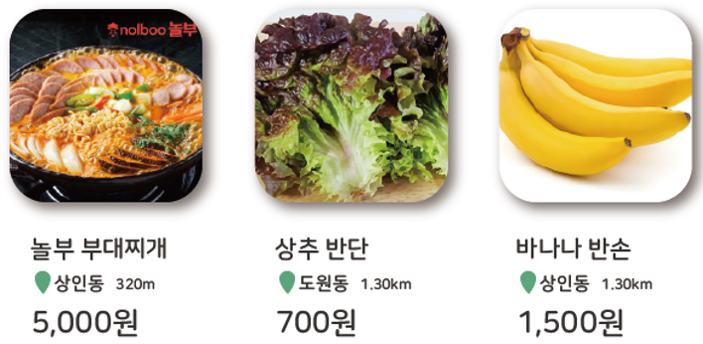 nolboo 놀부
놀부 부대찌개
상인동 320m
5,000원
상추 반단
도원동 1.30km
700원
바나나 반손
상인동 1.30km
1,500원